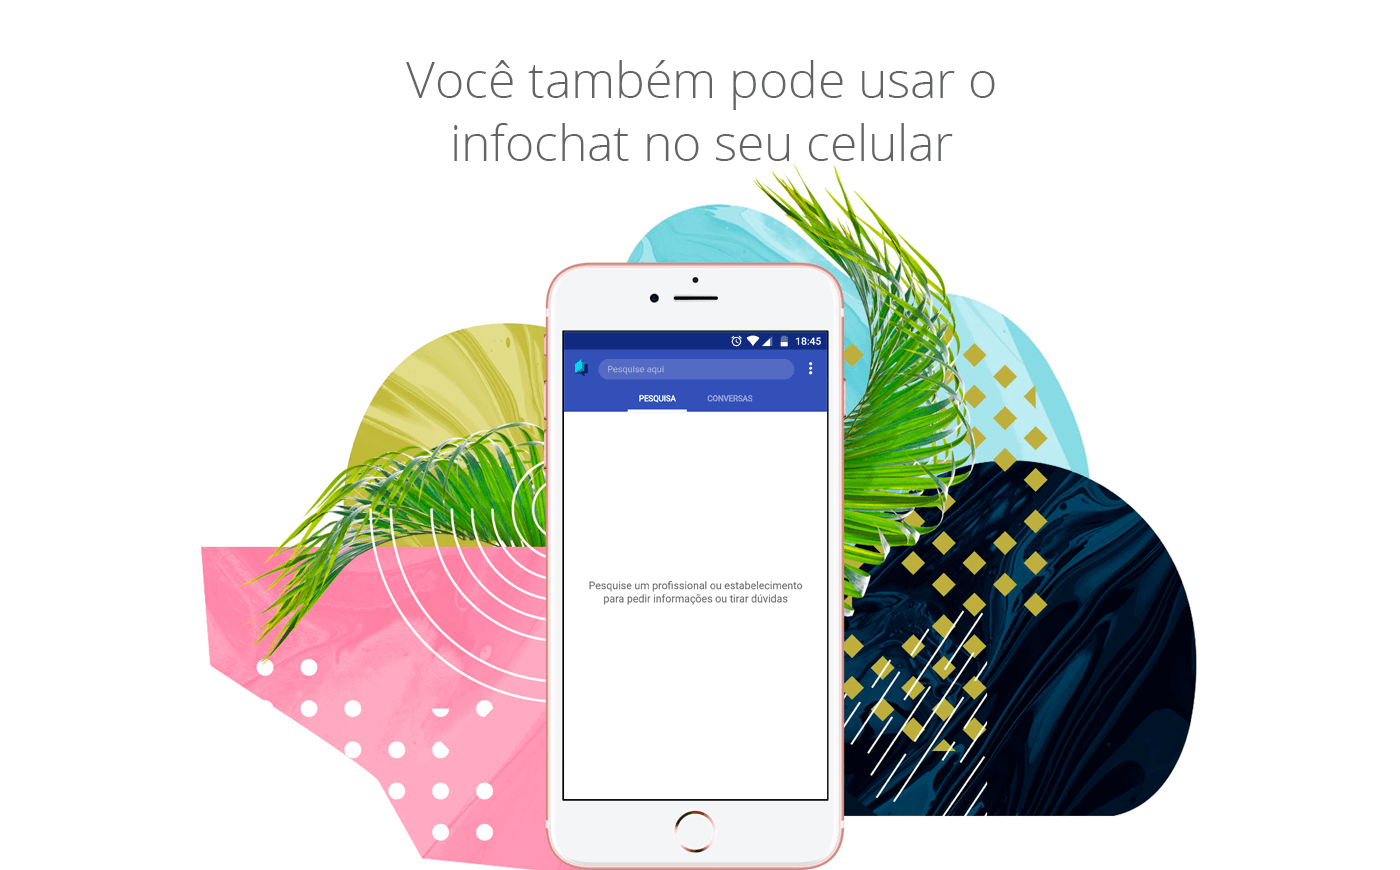 Você também pode usar o
infochat no seu celular
18:45
Pesquise aqui
PESQUISA CONVERSAS
Pesquise um profissional ou estabelecimento
para pedir informações ou tirar dúvidas